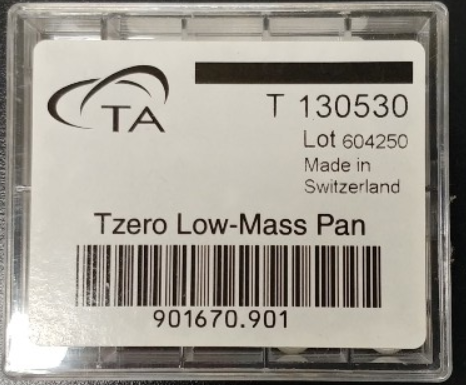 TA
T 130530
Lot 604250
Made in
Switzerland
Tzero Low-Mass Pan
901670.901